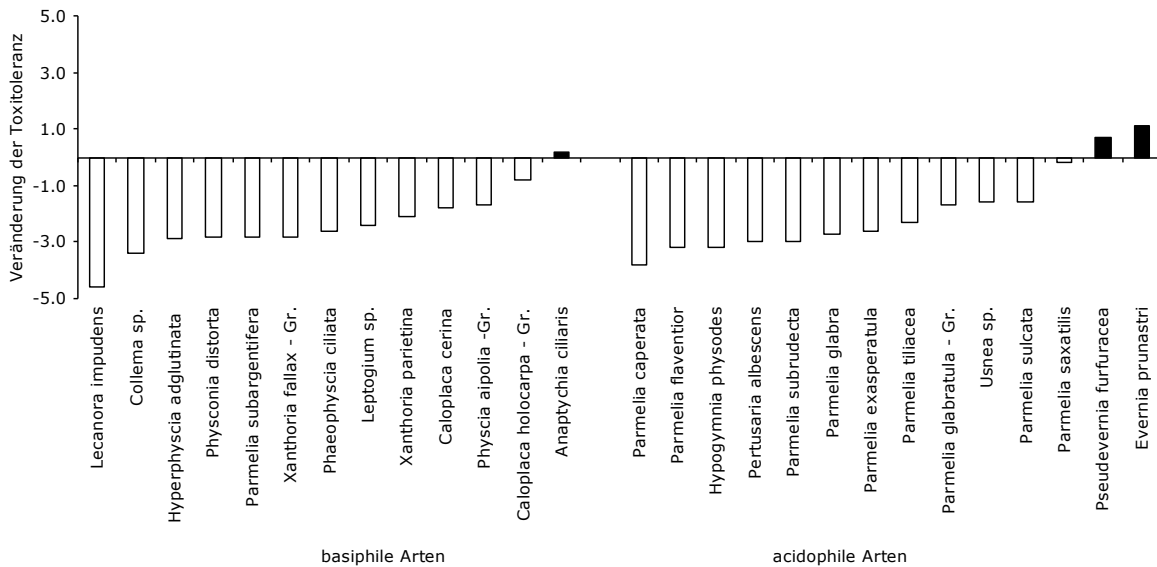 Veränderung der Toxitoleranz
5.0
3.0
1.0
-1.0
-3.0
-5.0
Lecanora impudens
Collema sp.
Hyperphyscia adglutinata
Physconia distorta
Parmelia subargentifera
Xanthoria fallax - Gr.
Phaeophyscia ciliata
Leptogium sp.
Xanthoria parietina
Caloplaca cerina
Physcia aipolia -Gr.
Caloplaca holocarpa - Gr.
Anaptychia ciliaris
Parmelia caperata
Parmelia flaventior
Hypogymnia physodes
Pertusaria albescens
Parmelia subrudecta
Parmelia glabra
Parmelia exasperatula
Parmelia tiliacea
Parmelia glabratula - Gr.
Usnea sp.
Parmelia sulcata
Parmelia saxatilis
Pseudevernia furfuracea
Evernia prunastri
basiphile Arten
acidophile Arten